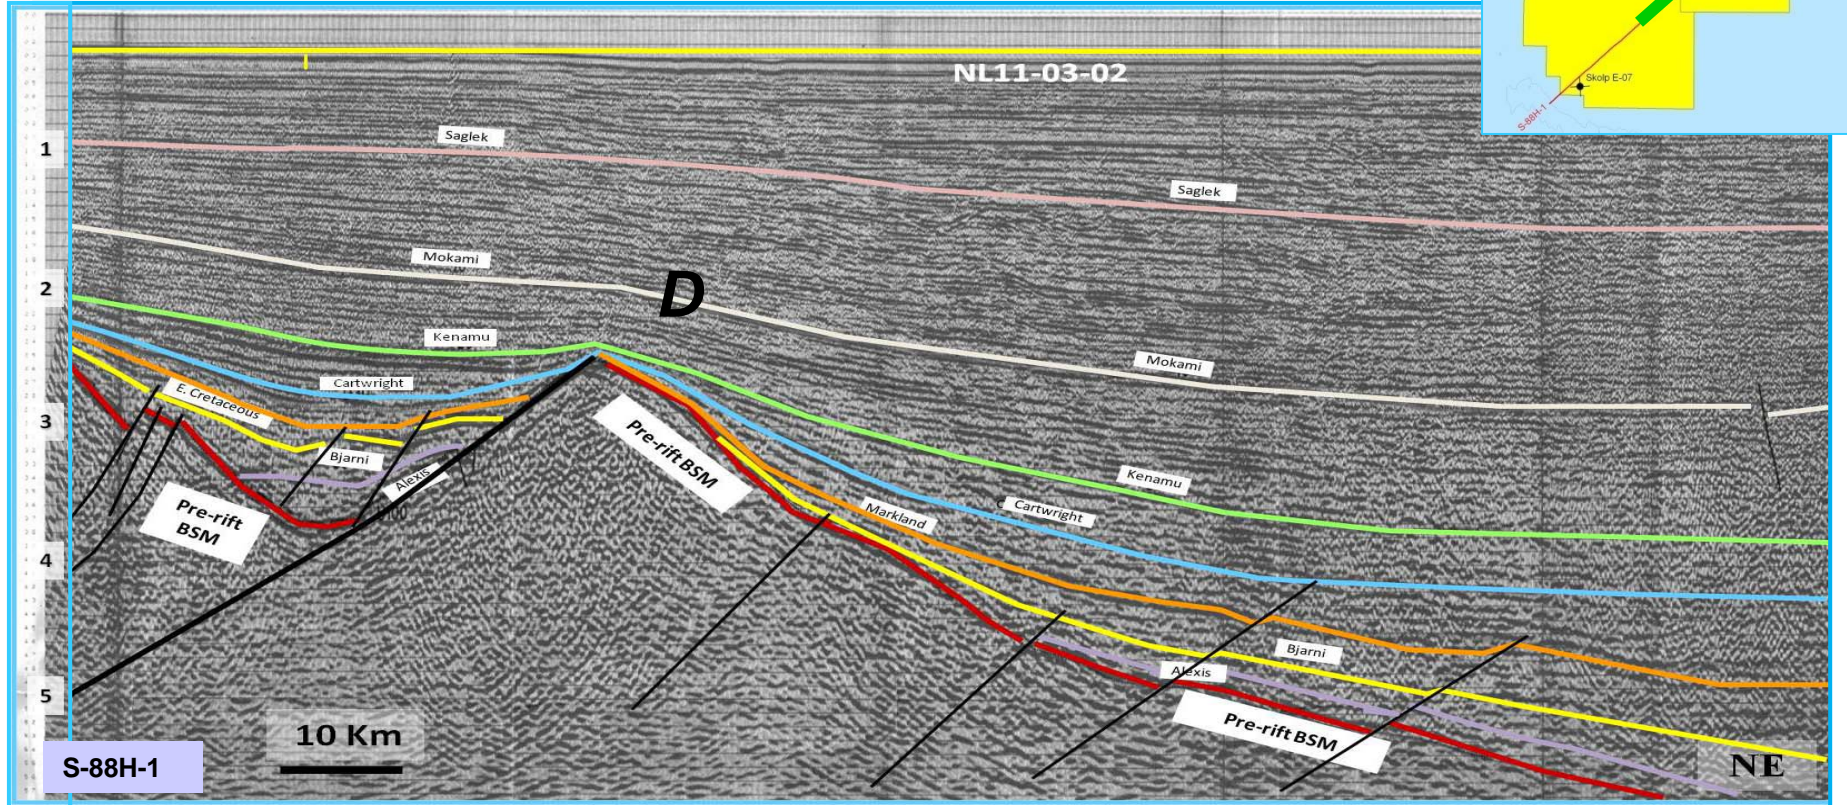 Skolp E-07
S-88H-1
NL11-03-02
1
Saglek
Saglek
Mokami
2
D
Kenamu
Mokami
Cartwright
E. Cretaceous
3
Pre-rift BSM
Bjarni
Alexis
Kenamu
Cartwright
Markland
Pre-rift
BSM
4
Bjarni
Alexis
5
Pre-rift BSM
10 Km
S-88H-1
NE